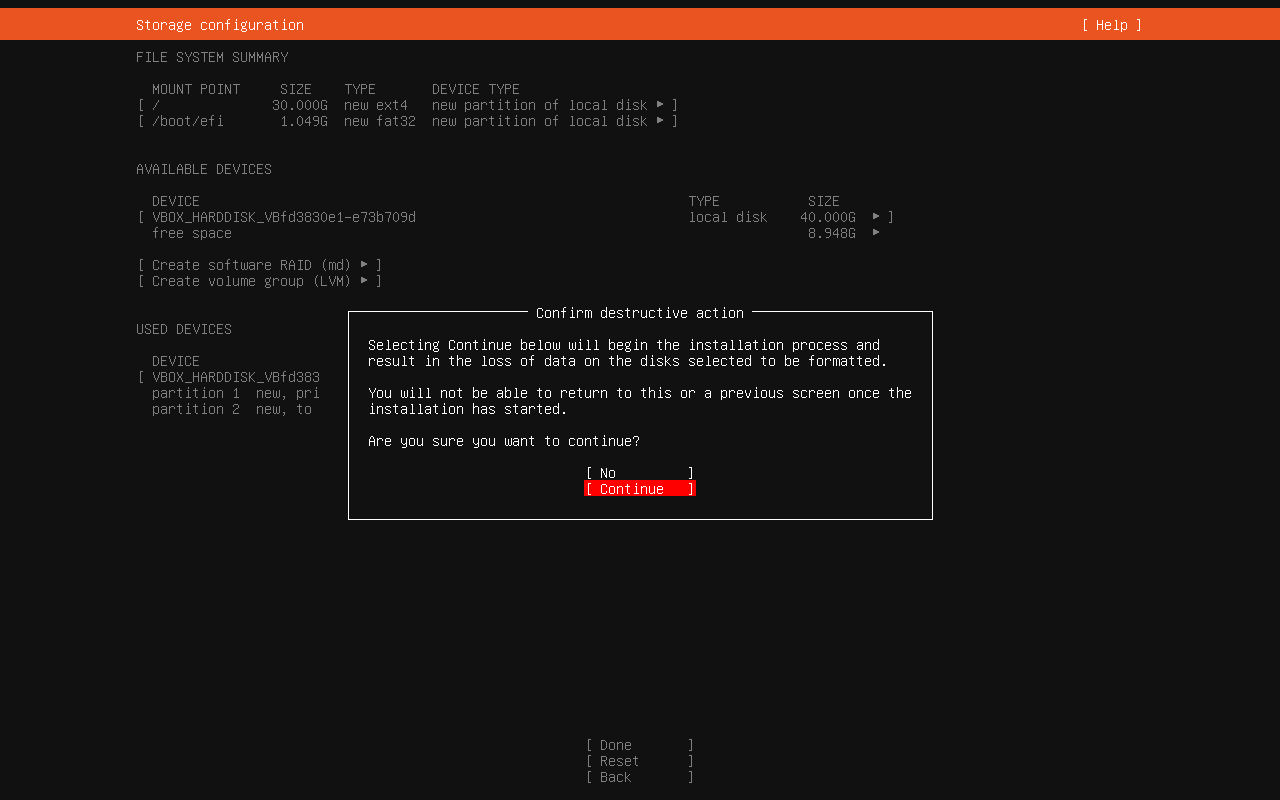 Storage configuration [ Help ]
FILE SYSTEM SUMMARY
MOUNT POINT SIZE TYPE DEVICE TYPE
[ / 30.000G new ext4 new partition of local disk ▸ ]
[ /boot/efi 1.049G new fat32 new partition of local disk ▸ ]
AVAILABLE DEVICES
DEVICE TYPE SIZE
[ VBOX_HARDDISK_VBfd3830e1-e73b709d local disk 40.000G ▸ ]
free space 8.948G ▸
[ Create software RAID (md) ▸ ]
[ Create volume group (LVM) ▸ ]
USED DEVICES
DEVICE
[ VBOX_HARDDISK_VBfd383
partition 1 new, pri
partition 2 new, to
Confirm destructive action
Selecting Continue below will begin the installation process and
result in the loss of data on the disks selected to be formatted.
You will not be able to return to this or a previous screen once the
installation has started.
Are you sure you want to continue?
[ No ]
[ Continue ]
[ Done ]
[ Reset ]
[ Back ]